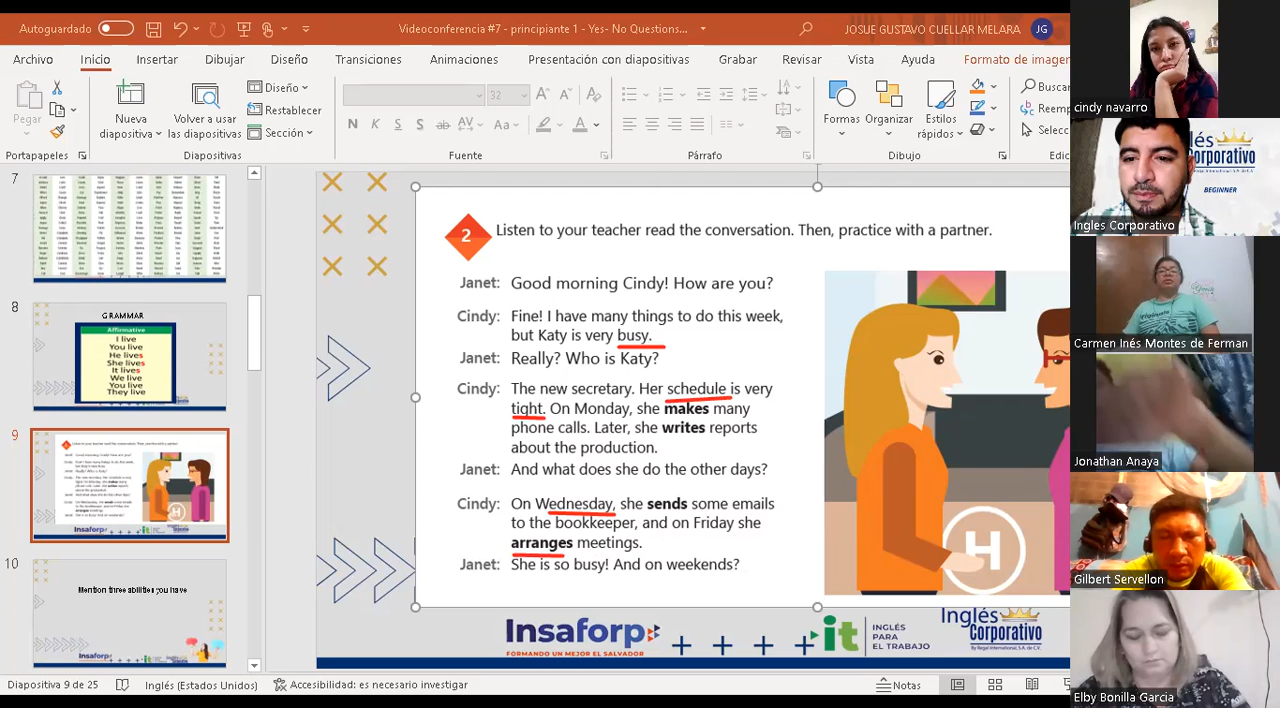 Autoguardado
Videoconferencia #7 - principiante 1 - Yes- No Questions...
JOSUE GUSTAVO CUELLAR MELARA
JG
Archivo Inicio Insertar Dibujar Diseño Transiciones Animaciones Presentación con diapositivas Grabar Revisar Vista Ayuda Formato de imagen
Pegar
Nueva diapositiva
Volver a usar las diapositivas
Diseño
Restablecer
Sección
32
N K S S ab AV Aa A
Formas
Organizar
Estilos rápidos
Buscar
Reemp
Selecc
Portapapeles
Diapositivas
Fuente
Párrafo
Dibujo
Edic
7
8
GRAMMAR
Affirmative
I live
You live
He lives
She lives
It lives
We live
You live
They live
9
10
Mention three abilities you have
2
Listen to your teacher read the conversation. Then, practice with a partner.
Janet: Good morning Cindy! How are you?
Cindy: Fine! I have many things to do this week,
but Katy is very busy.
Janet: Really? Who is Katy?
Cindy: The new secretary. Her schedule is very
tight. On Monday, she makes many
phone calls. Later, she writes reports
about the production.
Janet: And what does she do the other days?
Cindy: On Wednesday, she sends some emails
to the bookkeeper, and on Friday she
arranges meetings.
Janet: She is so busy! And on weekends?
H
Insaforp
FORMANDO UN MEJOR EL SALVADOR
it
INGLÉS
PARA
EL TRABAJO
Inglés
Corporativo
By Regal International, S.A. de C.V.
Diapositiva 9 de 25
Inglés (Estados Unidos)
Accesibilidad: es necesario investigar
Notas
cindy navarro
glés
Corporativo
BEGINNER
Ingles Corporativo
Carmen Inés Montes de Ferman
Jonathan Anaya
Gilbert Servellon
Elby Bonilla Garcia